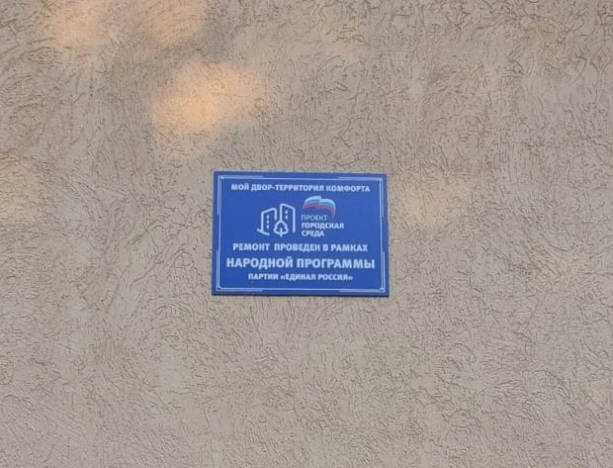 МОЙ ДВОР-ТЕРРИТОРИЯ КОМФОРТА
ПРОЕКТ
ГОРОДСКАЯ
СРЕДА
РЕМОНТ ПРОВЕДЕН В РАМКАХ
НАРОДНОЙ ПРОГРАММЫ
ПАРТИИ «ЕДИНАЯ РОССИЯ»